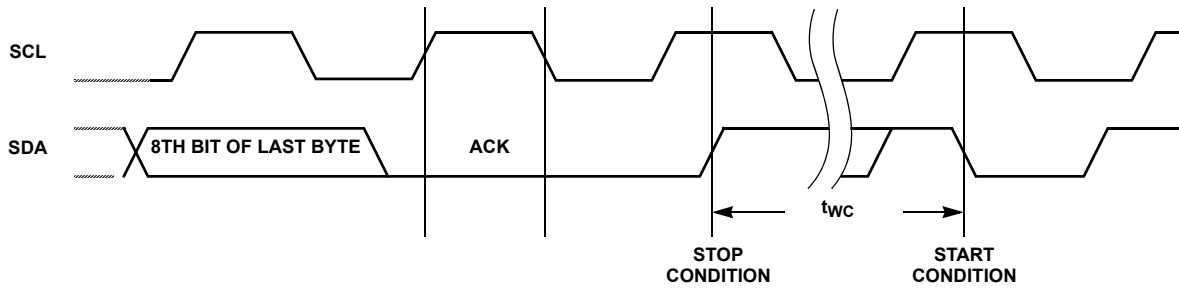 SCL
SDA
8TH BIT OF LAST BYTE
ACK
tWC
STOP
CONDITION
START
CONDITION